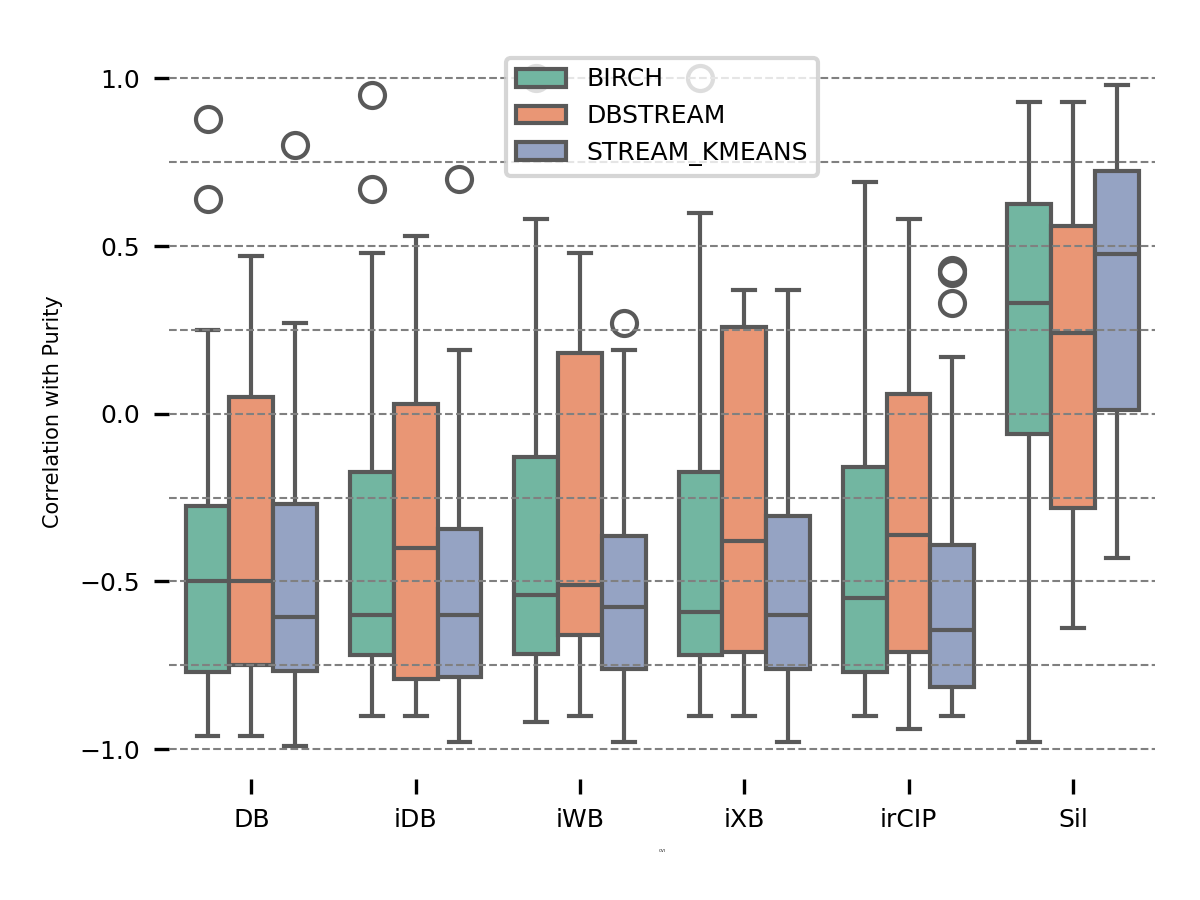 1.0
0.5
0.0
−0.5
−1.0
Correlation with Purity
BIRCH
DBSTREAM
STREAM_KMEANS
DB iDB iWB iXB irCIP Sil